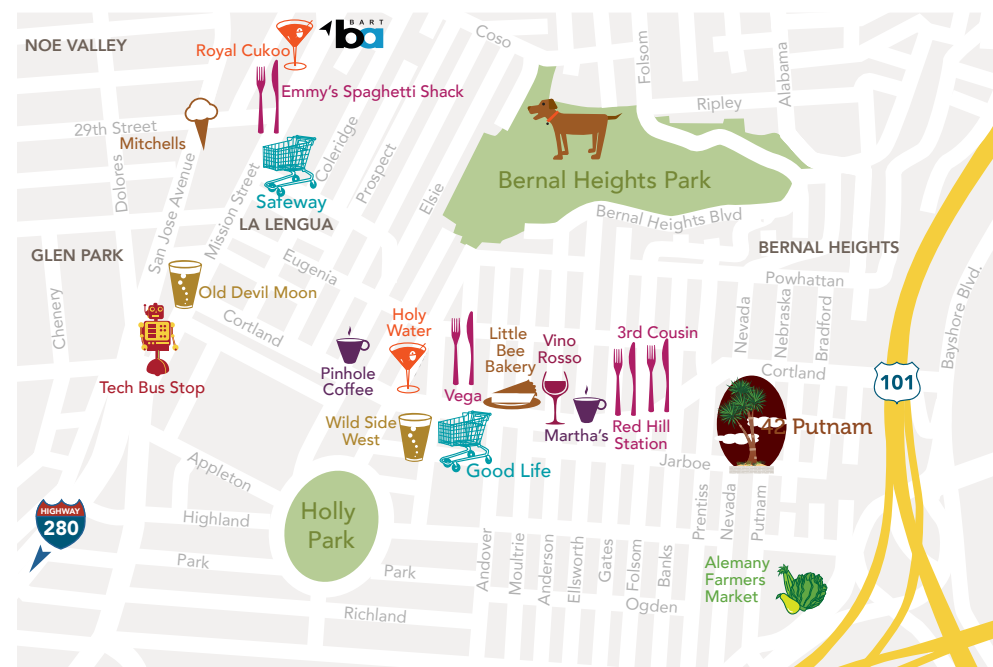 BART
ba
Coso
Folsom
NOE VALLEY
Royal Cukoo
Alabama
Emmy's Spaghetti Shack
Ripley
29th Street
Mitchells
Coleridge
Prospect
Dolores
San Jose Avenue
Mission Street
Elsie
Bernal Heights Park
Safeway
LA LENGUA
Bernal Heights Blvd
BERNAL HEIGHTS
GLEN PARK
Eugenia
Powhattan
Old Devil Moon
Chenery
Cortland
Nevada
Nebraska
Bradford
Bayshore Blvd.
Holy
Water
Little
Bee
Bakery
Vino
Rosso
3rd Cousin
Pinhole
Coffee
Cortland
101
Tech Bus Stop
Vega
Wild Side
West
Martha's
Red Hill
Station
42 Putnam
Good Life
Jarboe
Appleton
Prentiss
Nevada
Putnam
HIGHWAY
280
Highland
Holly
Park
Park
Park
Andover
Moultrie
Anderson
Ellsworth
Gates
Folsom
Banks
Ogden
Alemany
Farmers
Market
Richland